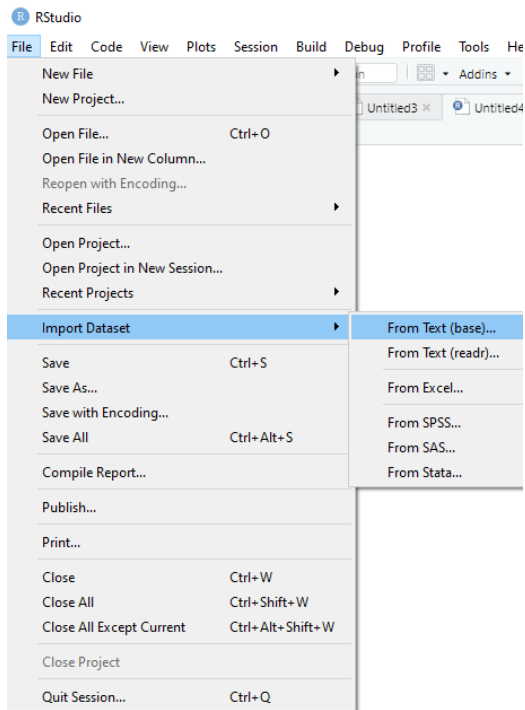 RStudio
File Edit Code View Plots Session Build Debug Profile Tools He
New File
Addins
New Project...
Untitled3 Untitled4
Open File... Ctrl+O
Open File in New Column...
Reopen with Encoding...
Recent Files
Open Project...
Open Project in New Session...
Recent Projects
Import Dataset From Text (base)...
From Text (readr)...
Save Ctrl+S
Save As... From Excel...
Save with Encoding... From SPSS...
Save All Ctrl+Alt+S From SAS...
Compile Report... From Stata...
Publish...
Print...
Close Ctrl+W
Close All Ctrl+Shift+W
Close All Except Current Ctrl+Alt+Shift+W
Close Project
Quit Session... Ctrl+Q